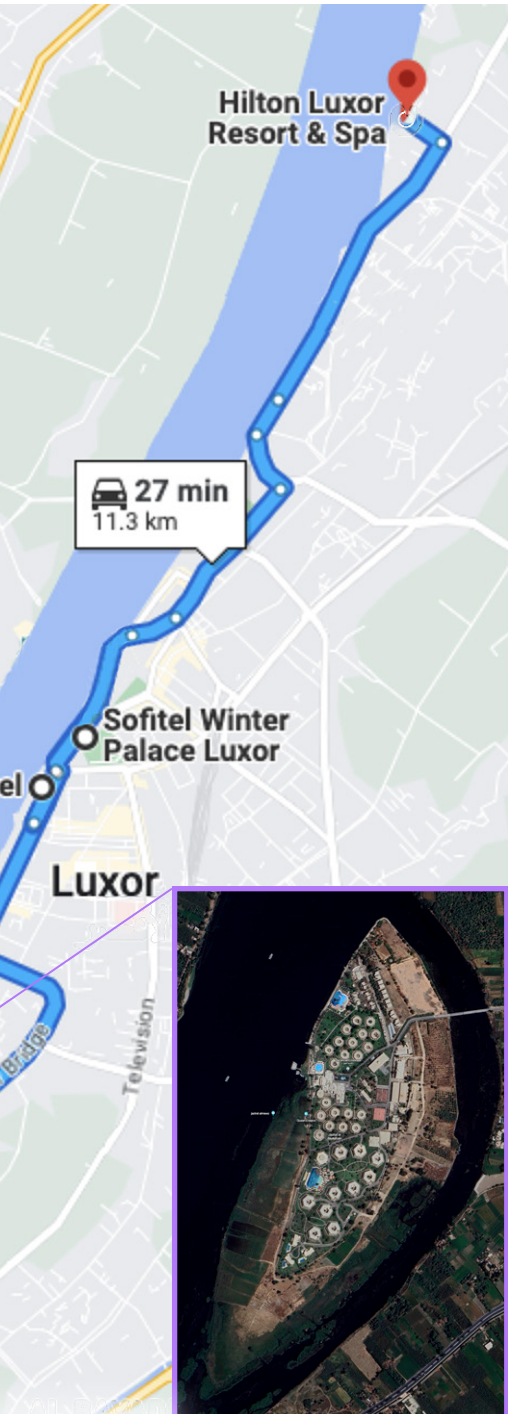 Hilton Luxor
Resort & Spa
27 min
11.3 km
Sofitel Winter
Palace Luxor
el
Luxor
Television
Bridge